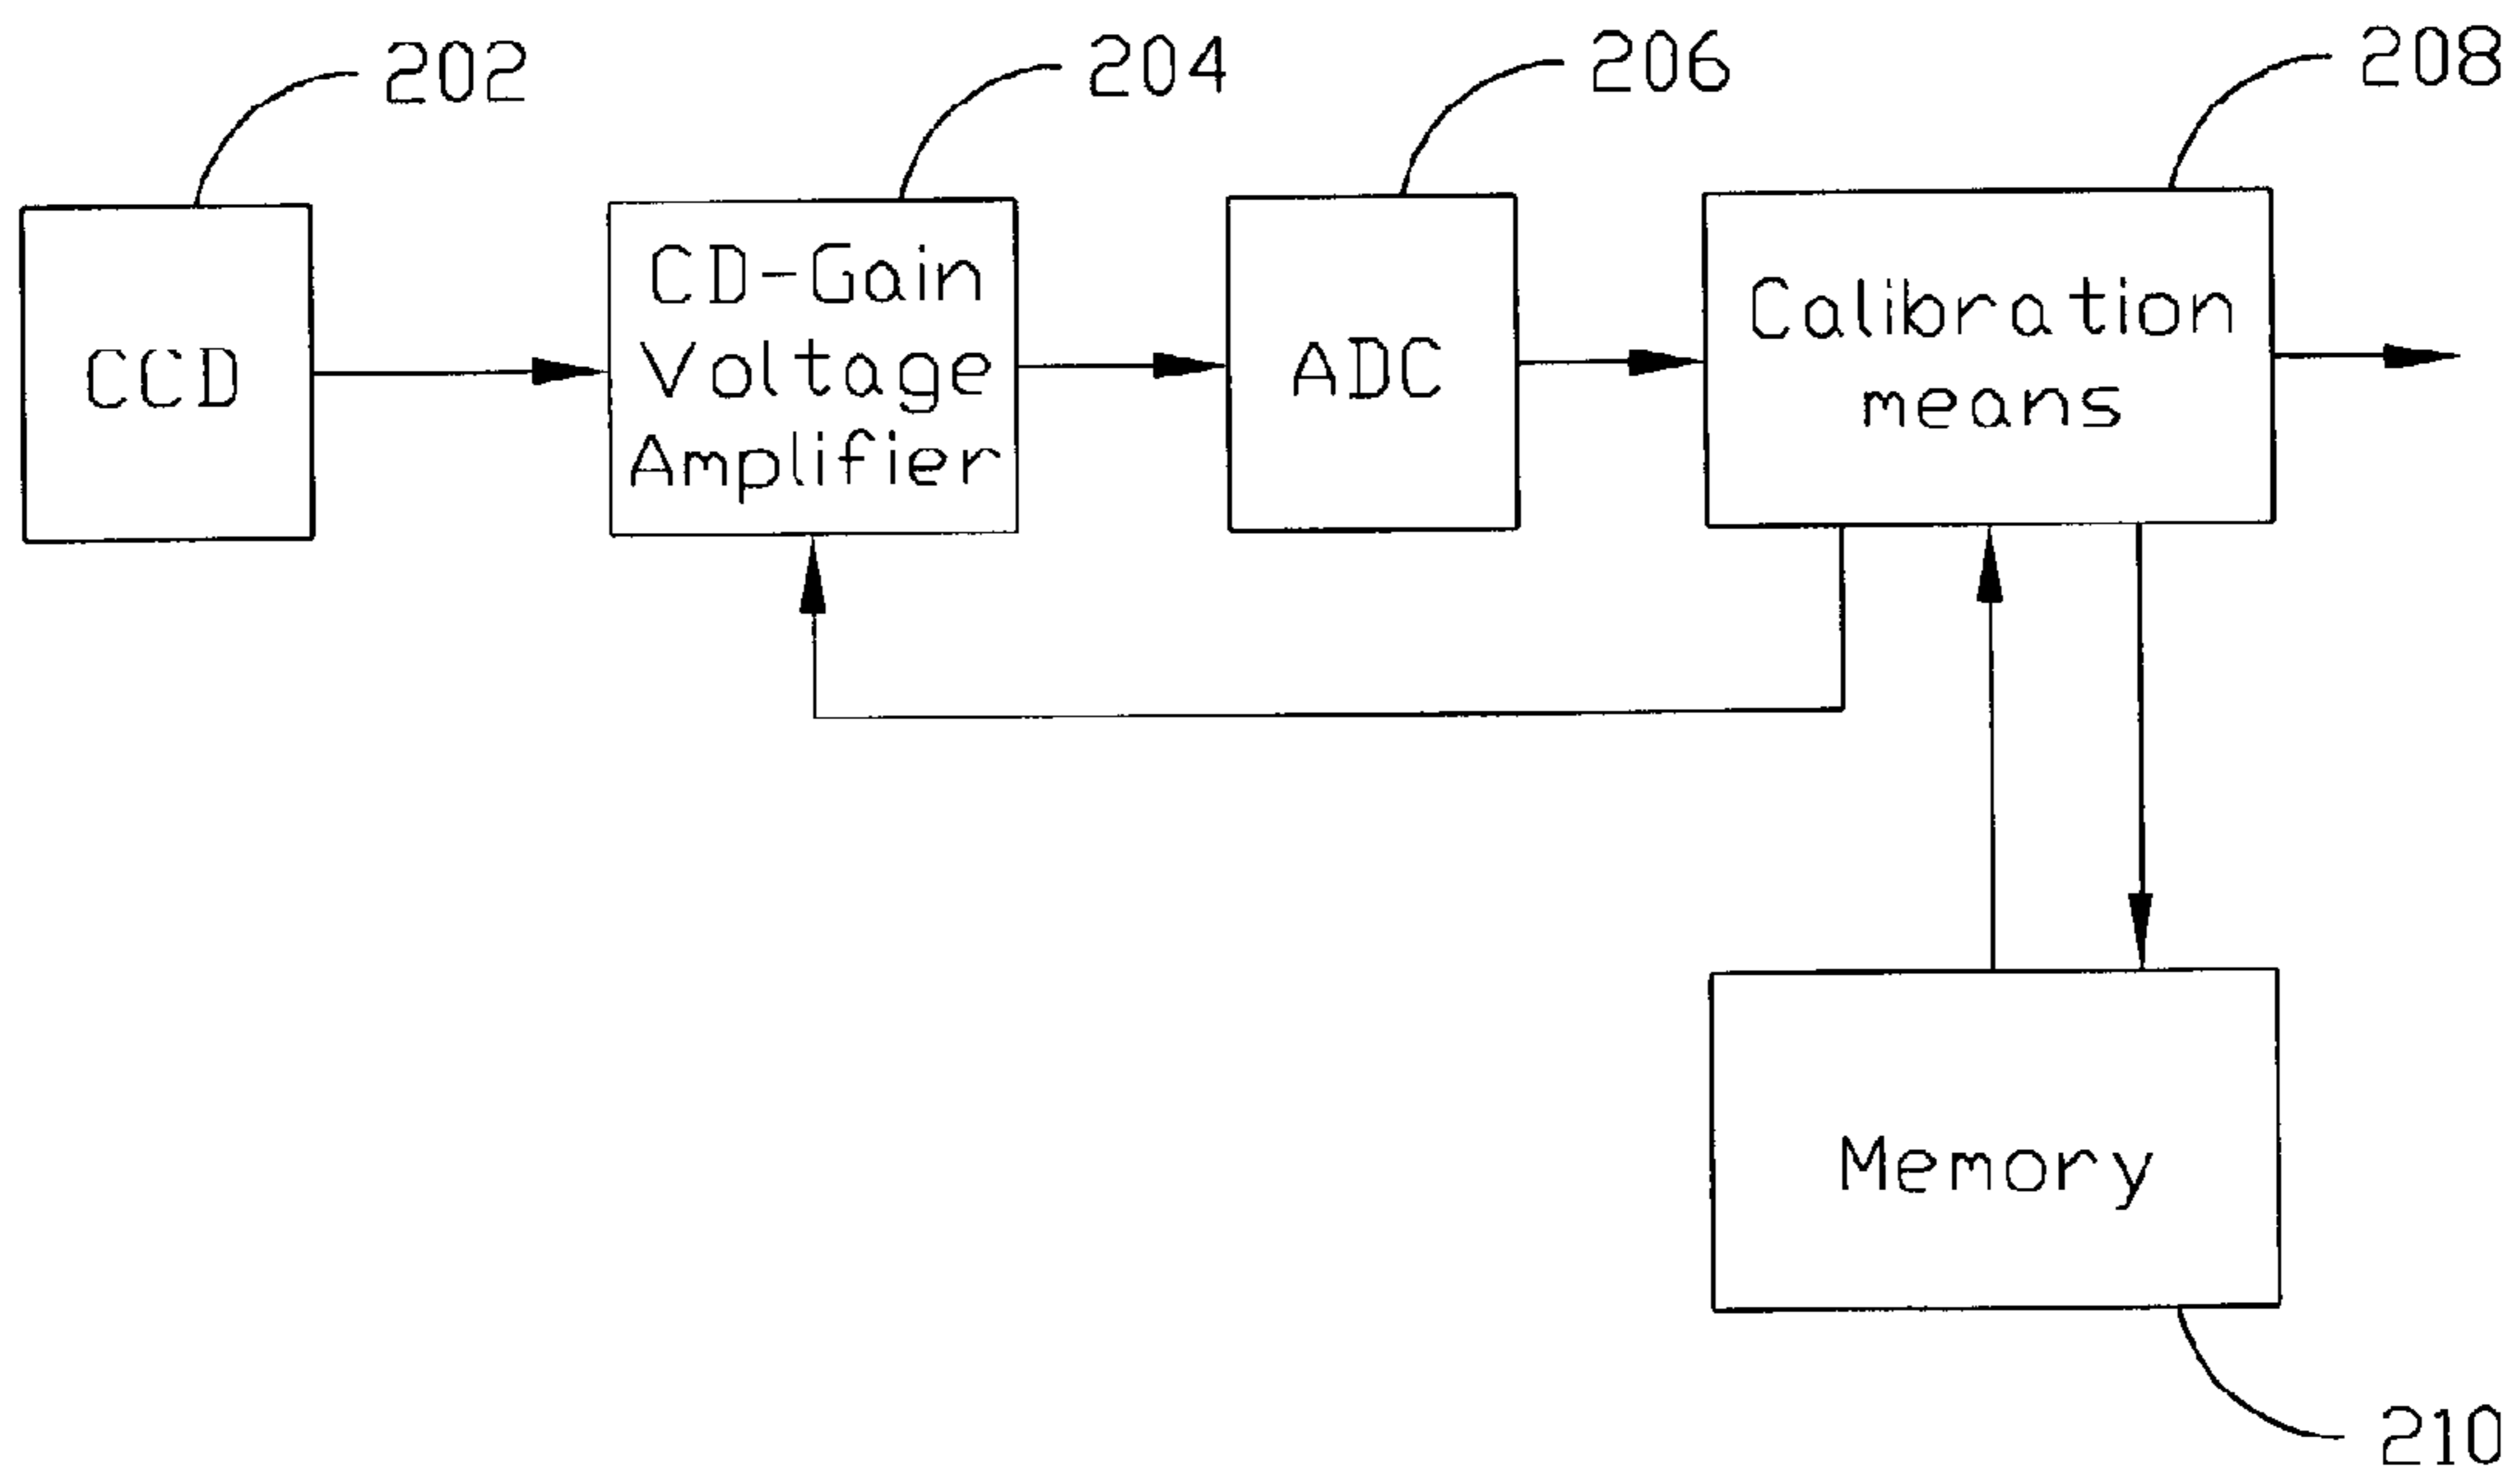 202
204
206
208
CCD
CD-Gain
Voltage
Amplifier
ADC
Calibration
means
Memory
210